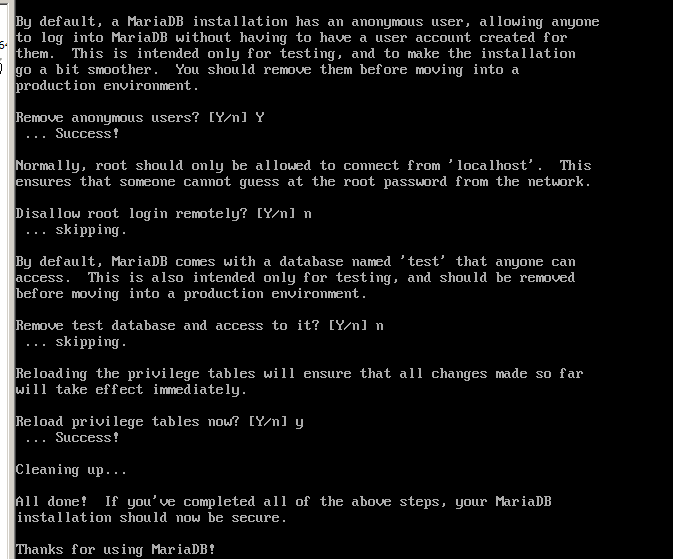 By default, a MariaDB installation has an anonymous user, allowing anyone
to log into MariaDB without having to have a user account created for
them.  This is intended only for testing, and to make the installation
go a bit smoother.  You should remove them before moving into a
production environment.
Remove anonymous users? [Y/n] Y
 ... Success!
Normally, root should only be allowed to connect from 'localhost'.  This
ensures that someone cannot guess at the root password from the network.
Disallow root login remotely? [Y/n] n
 ... skipping.
By default, MariaDB comes with a database named 'test' that anyone can
access.  This is also intended only for testing, and should be removed
before moving into a production environment.
Remove test database and access to it? [Y/n] n
 ... skipping.
Reloading the privilege tables will ensure that all changes made so far
will take effect immediately.
Reload privilege tables now? [Y/n] y
 ... Success!
Cleaning up...
All done!  If you've completed all of the above steps, your MariaDB
installation should now be secure.
Thanks for using MariaDB!